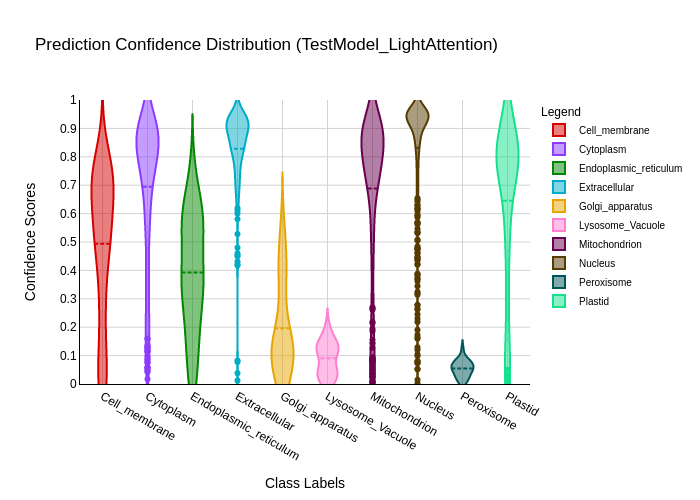 Prediction Confidence Distribution (TestModel_LightAttention)
Confidence Scores
1
0.9
0.8
0.7
0.6
0.5
0.4
0.3
0.2
0.1
0
Cell_membrane
Cytoplasm
Endoplasmic_reticulum
Extracellular
Golgi_apparatus
Lysosome_Vacuole
Mitochondrion
Nucleus
Peroxisome
Plastid
Class Labels
Legend
Cell_membrane
Cytoplasm
Endoplasmic_reticulum
Extracellular
Golgi_apparatus
Lysosome_Vacuole
Mitochondrion
Nucleus
Peroxisome
Plastid